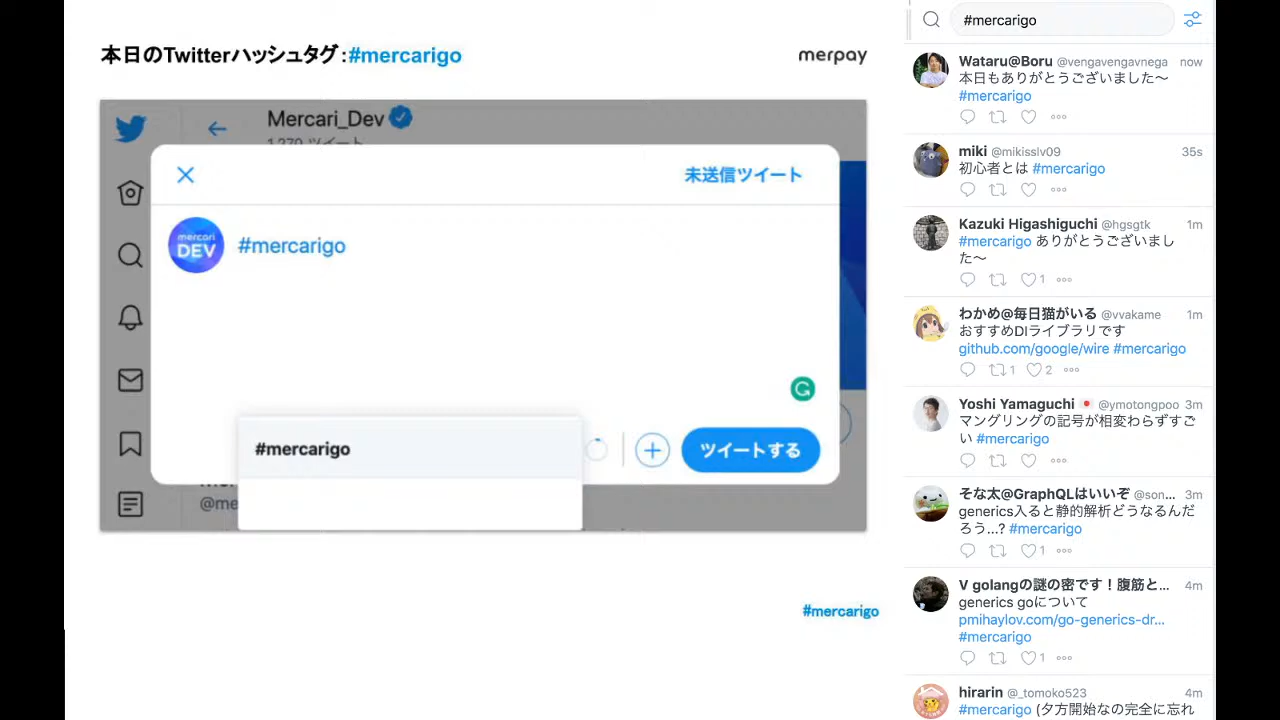 本日のTwitterハッシュタグ:#mercarigo
merpay
Mercari_Dev
1,270 ツイート
未送信ツイート
mercari
DEV
#mercarigo
#mercarigo
ツイートする
@me
#mercarigo
#mercarigo
Wataru@Boru @vengavengavnega now
本日もありがとうございました〜
#mercarigo
miki @mikisslv09 35s
初心者とは #mercarigo
Kazuki Higashiguchi @hgsgtk 1m
#mercarigo ありがとうございまし
た〜
1
わかめ@毎日猫がいる @vvakame 1m
おすすめDIライブラリです
github.com/google/wire #mercarigo
1 2
Yoshi Yamaguchi 🇯🇵 @ymotongpoo 3m
マングリングの記号が相変わらずすご
い #mercarigo
そな太@GraphQLはいいぞ @son... 3m
generics入ると静的解析どうなるんだ
ろう...? #mercarigo
1
V golangの謎の密です！腹筋と... 4m
generics goについて
pmihaylov.com/go-generics-dr...
#mercarigo
1
hirarin @_tomoko523 4m
#mercarigo (夕方開始なの完全に忘れ